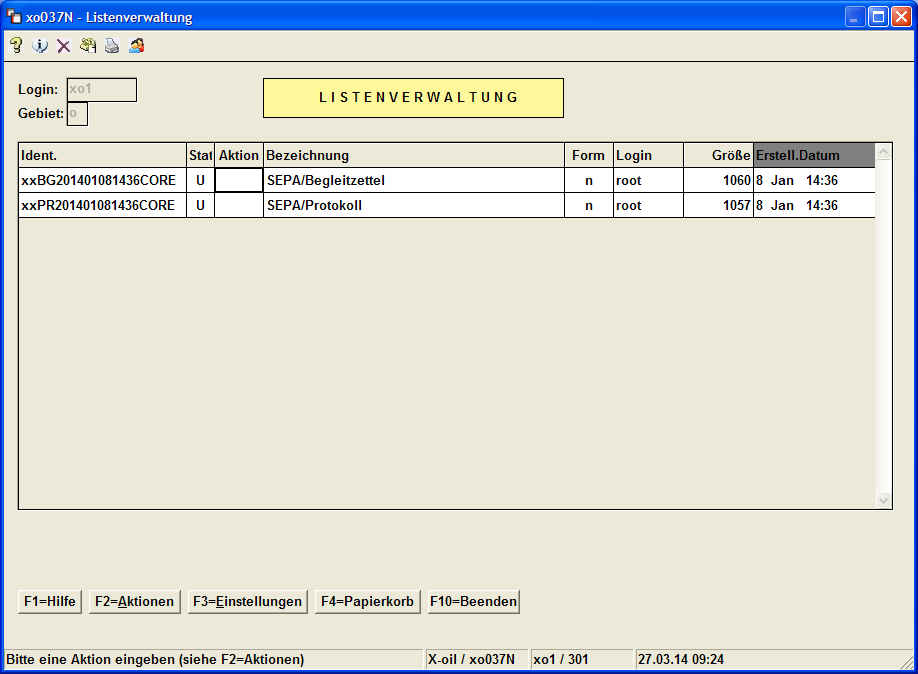 xo037N - Listenverwaltung
Login: xo1
LISTENVERWALTUNG
Gebiet: o
Ident. Stat Aktion Bezeichnung Form Login Größe Erstell.Datum
xxBG201401081436CORE U SEPA/Begleitzettel n root 1060 8 Jan 14:36
xxPR201401081436CORE U SEPA/Protokoll n root 1057 8 Jan 14:36
F1=Hilfe F2=Aktionen F3=Einstellungen F4=Papierkorb F10=Beenden
Bitte eine Aktion eingeben (siehe F2=Aktionen) X-oil / xo037N xo1 / 301 27.03.14 09:24